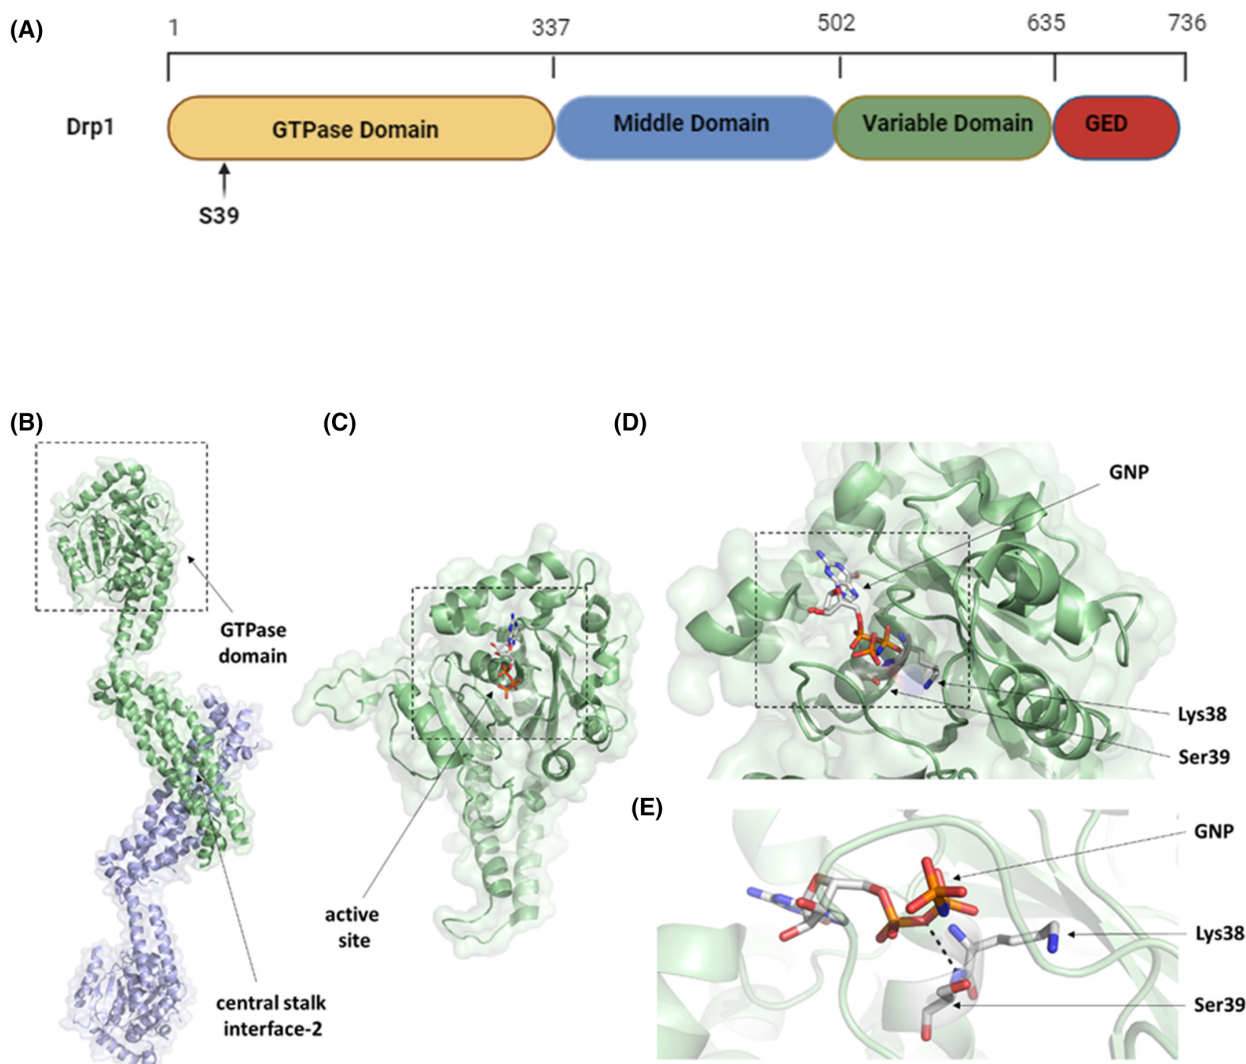 (A)
1 337 502 635 736
Drp1
GTPase Domain
Middle Domain
Variable Domain
GED
S39
(B)
(C)
(D)
GTPase
domain
central stalk
interface-2
active
site
GNP
Lys38
Ser39
(E)
GNP
Lys38
Ser39